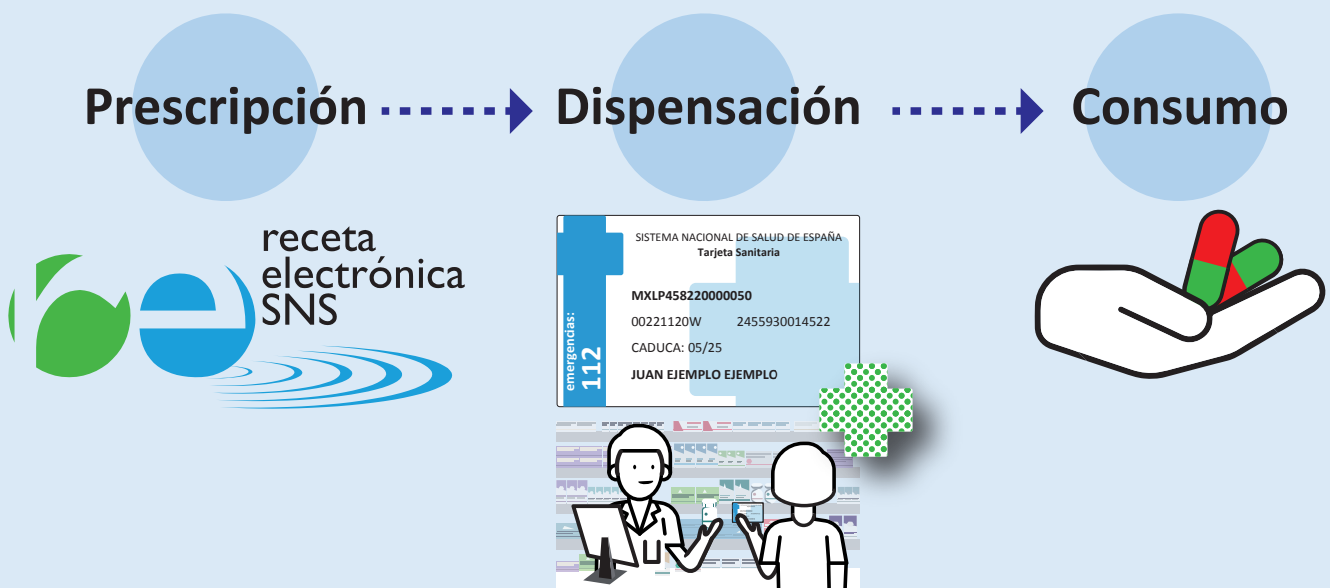 Prescripción
Dispensación
Consumo
receta
electrónica
SNS
SISTEMA NACIONAL DE SALUD DE ESPAÑA
Tarjeta Sanitaria
MXLP458220000050
00221120W 2455930014522
CADUCA: 05/25
JUAN EJEMPLO EJEMPLO
emergencias:
112